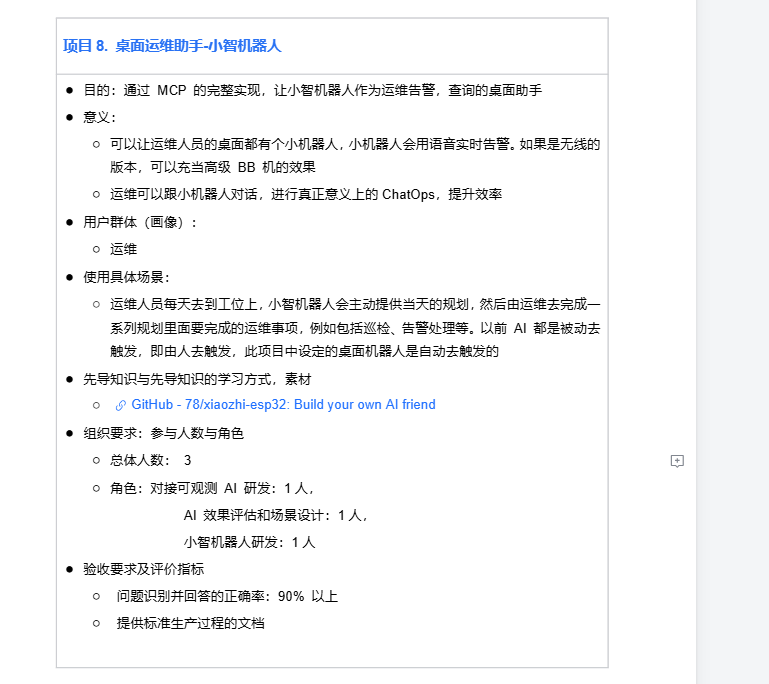 项目 8. 桌面运维助手-小智机器人
● 目的：通过 MCP 的完整实现，让小智机器人作为运维告警，查询的桌面助手
● 意义：
○ 可以让运维人员的桌面都有个小机器人，小机器人会用语音实时告警。如果是无线的
版本，可以充当高级 BB 机的效果
○ 运维可以跟小机器人对话，进行真正意义上的 ChatOps，提升效率
● 用户群体（画像）：
○ 运维
● 使用具体场景：
○ 运维人员每天去到工位上，小智机器人会主动提供当天的规划，然后由运维去完成一
系列规划里面要完成的运维事项，例如包括巡检、告警处理等。以前 AI 都是被动去
触发，即由人去触发，此项目中设定的桌面机器人是自动去触发的
● 先导知识与先导知识的学习方式，素材
○ GitHub - 78/xiaozhi-esp32: Build your own AI friend
● 组织要求：参与人数与角色
○ 总体人数： 3
○ 角色：对接可观测 AI 研发：1 人，
AI 效果评估和场景设计：1 人，
小智机器人研发：1 人
● 验收要求及评价指标
○ 问题识别并回答的正确率：90% 以上
○ 提供标准生产过程的文档